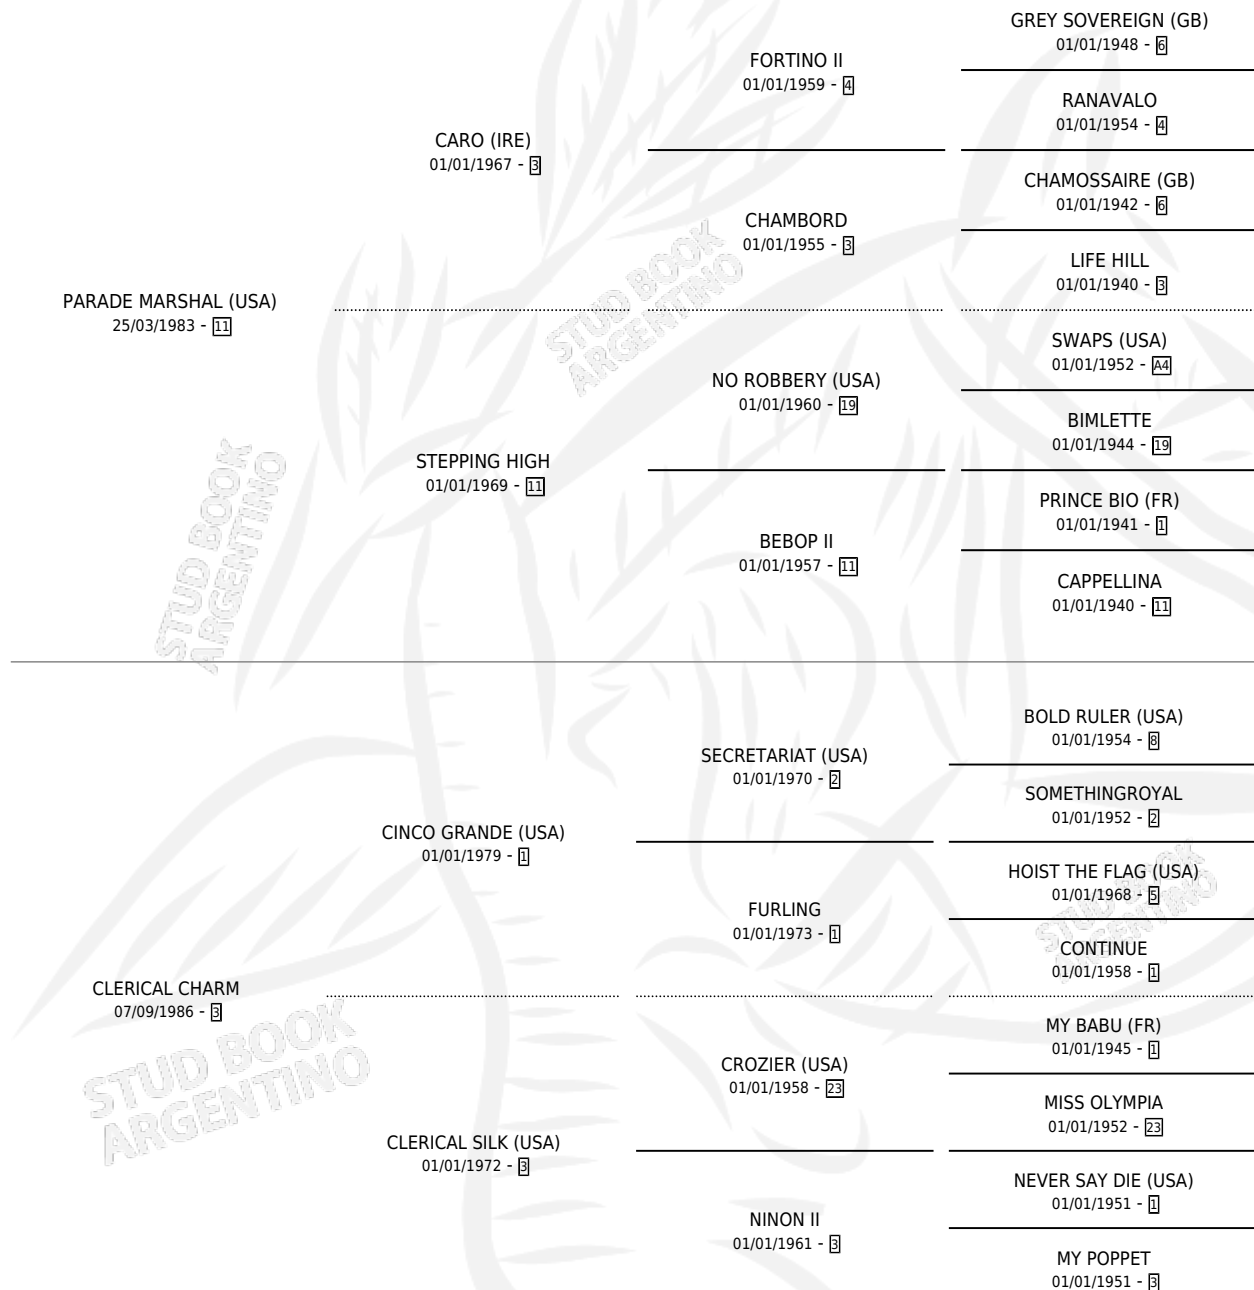 GREY SOVEREIGN (GB)
01/01/1948 - 6
FORTINO II
01/01/1959 - 4
RANAVALO
01/01/1954 - 4
CARO (IRE)
01/01/1967 - 3
CHAMOSSAIRE (GB)
01/01/1942 - 6
CHAMBORD
01/01/1955 - 3
LIFE HILL
01/01/1940 - 3
PARADE MARSHAL (USA)
25/03/1983 - 11
STUD BOOK
ARGENTINO
SWAPS (USA)
01/01/1952 - A4
NO ROBBERY (USA)
01/01/1960 - 19
BIMLETTE
01/01/1944 - 19
STEPPING HIGH
01/01/1969 - 11
PRINCE BIO (FR)
01/01/1941 - 1
BEBOP II
01/01/1957 - 11
CAPPELLINA
01/01/1940 - 11
STUD BOOK
ARGENTINO
BOLD RULER (USA)
01/01/1954 - 8
SECRETARIAT (USA)
01/01/1970 - 2
SOMETHINGROYAL
01/01/1952 - 2
CINCO GRANDE (USA)
01/01/1979 - 1
HOIST THE FLAG (USA)
01/01/1968 - 5
FURLING
01/01/1973 - 1
STUD BOOK
ARGENTINO
CONTINUE
01/01/1958 - 1
CLERICAL CHARM
07/09/1986 - 3
STUD BOOK
ARGENTINO
MY BABU (FR)
01/01/1945 - 1
CROZIER (USA)
01/01/1958 - 23
MISS OLYMPIA
01/01/1952 - 23
CLERICAL SILK (USA)
01/01/1972 - 3
NEVER SAY DIE (USA)
01/01/1951 - 1
NINON II
01/01/1961 - 3
MY POPPET
01/01/1951 - 3